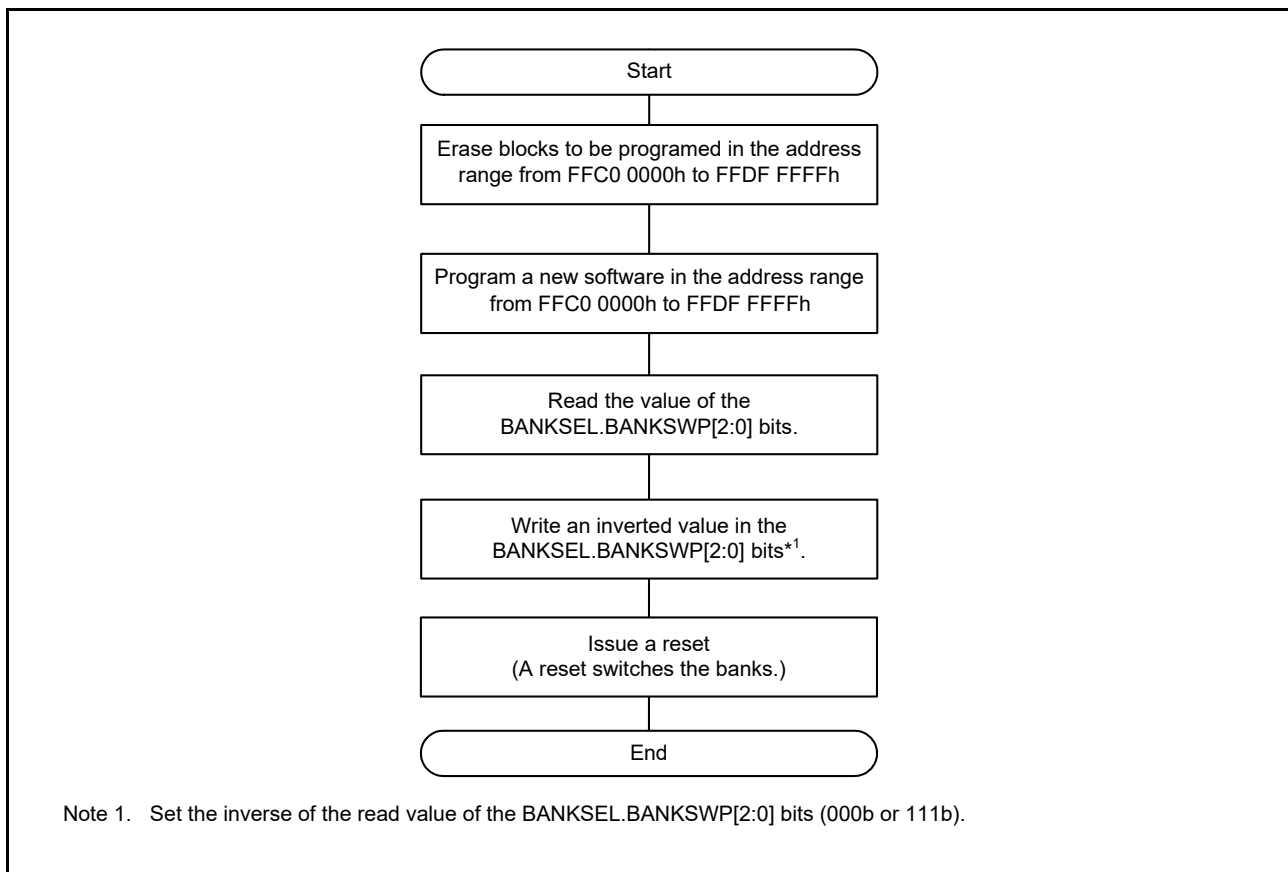 Start
Erase blocks to be programed in the address
range from FFC0 0000h to FFDF FFFFh
Program a new software in the address range
from FFC0 0000h to FFDF FFFFh
Read the value of the
BANKSEL.BANKSWP[2:0] bits.
Write an inverted value in the
BANKSEL.BANKSWP[2:0] bits*1.
Issue a reset
(A reset switches the banks.)
End
Note 1. Set the inverse of the read value of the BANKSEL.BANKSWP[2:0] bits (000b or 111b).